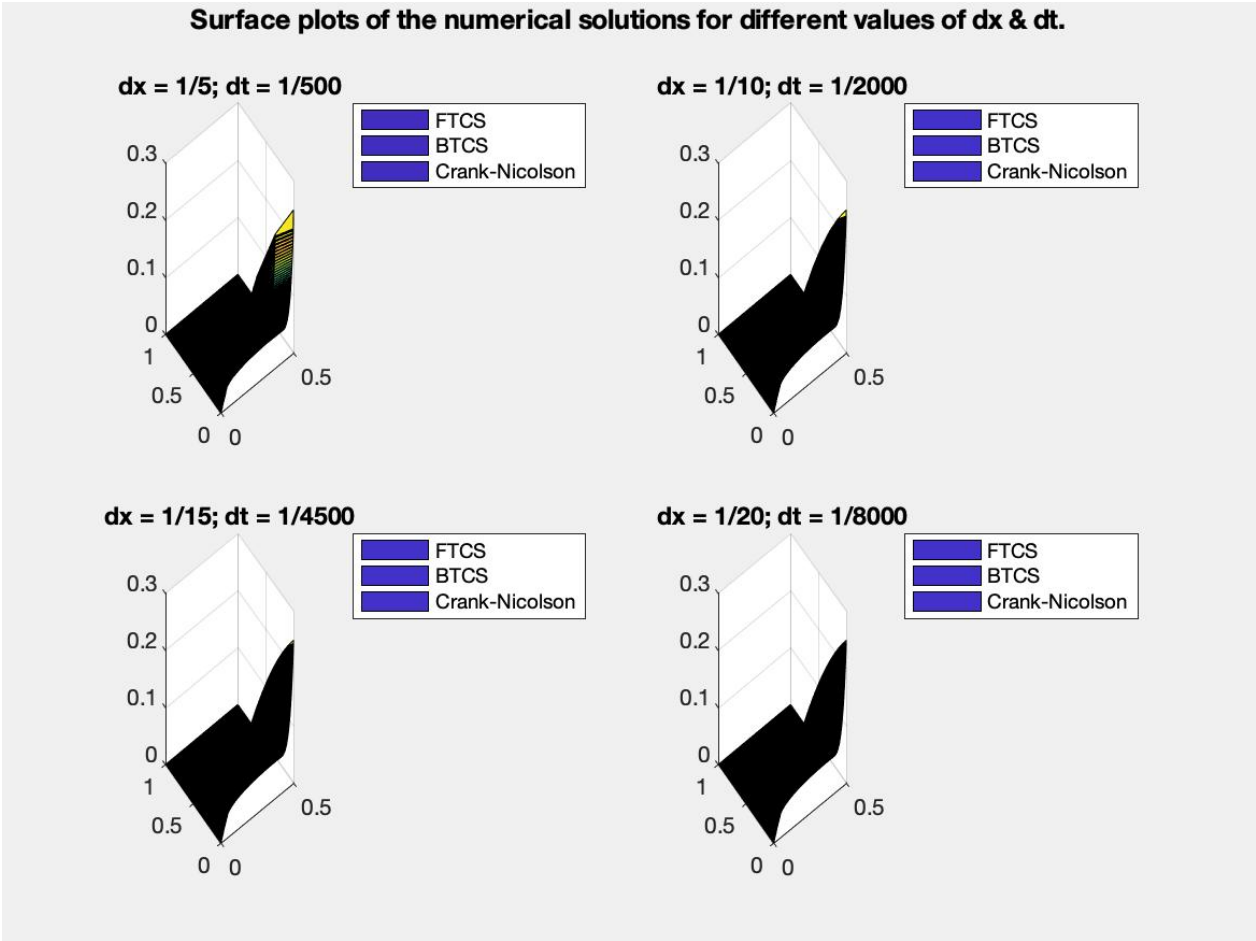 Surface plots of the numerical solutions for different values of dx & dt.
dx = 1/5; dt = 1/500
FTCS
BTCS
Crank-Nicolson
0.3
0.2
0.1
0
1
0.5
0
0
0.5
dx = 1/10; dt = 1/2000
FTCS
BTCS
Crank-Nicolson
0.3
0.2
0.1
0
1
0.5
0
0
0.5
dx = 1/15; dt = 1/4500
FTCS
BTCS
Crank-Nicolson
0.3
0.2
0.1
0
1
0.5
0
0
0.5
dx = 1/20; dt = 1/8000
FTCS
BTCS
Crank-Nicolson
0.3
0.2
0.1
0
1
0.5
0
0
0.5